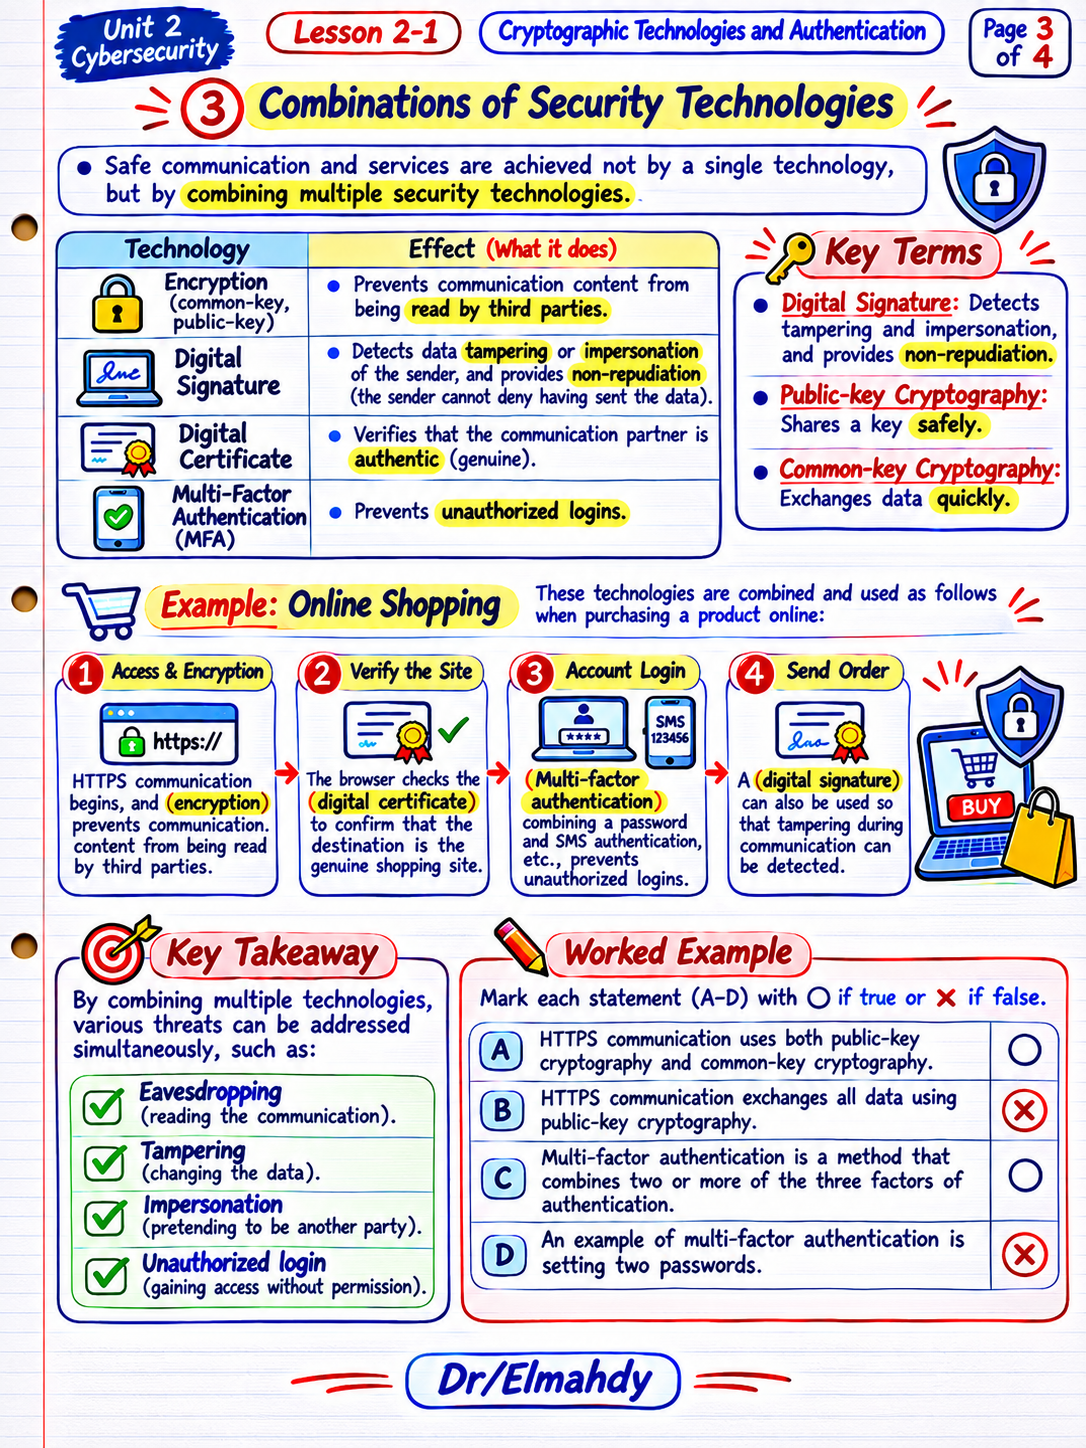 Unit 2
Cybersecurity
Lesson 2-1
Cryptographic Technologies and Authentication
Page 3
of 4
3 Combinations of Security Technologies
● Safe communication and services are achieved not by a single technology,
but by combining multiple security technologies.
Technology
Effect (What it does)
Encryption
(common-key,
public-key)
● Prevents communication content from
being read by third parties.
Digital
Signature
● Detects data tampering or impersonation
of the sender, and provides non-repudiation
(the sender cannot deny having sent the data).
Digital
Certificate
● Verifies that the communication partner is
authentic (genuine).
Multi-Factor
Authentication
(MFA)
● Prevents unauthorized logins.
Key Terms
● Digital Signature: Detects
tampering and impersonation,
and provides non-repudiation.
● Public-key Cryptography:
Shares a key safely.
● Common-key Cryptography:
Exchanges data quickly.
Example: Online Shopping
These technologies are combined and used as follows
when purchasing a product online:
1 Access & Encryption
https://
HTTPS communication
begins, and (encryption)
prevents communication.
content from being read
by third parties.
2 Verify the Site
The browser checks the
(digital certificate)
to confirm that the
destination is the
genuine shopping site.
3 Account Login
****
SMS
123456
(Multi-factor
authentication)
combining a password
and SMS authentication,
etc., prevents
unauthorized logins.
4 Send Order
A (digital signature)
can also be used so
that tampering during
communication can
be detected.
BUY
Key Takeaway
By combining multiple technologies,
various threats can be addressed
simultaneously, such as:
Eavesdropping
(reading the communication).
Tampering
(changing the data).
Impersonation
(pretending to be another party).
Unauthorized login
(gaining access without permission).
Worked Example
Mark each statement (A-D) with ○ if true or × if false.
A HTTPS communication uses both public-key
cryptography and common-key cryptography.
B HTTPS communication exchanges all data using
public-key cryptography.
C Multi-factor authentication is a method that
combines two or more of the three factors of
authentication.
D An example of multi-factor authentication is
setting two passwords.
Dr/Elmahdy